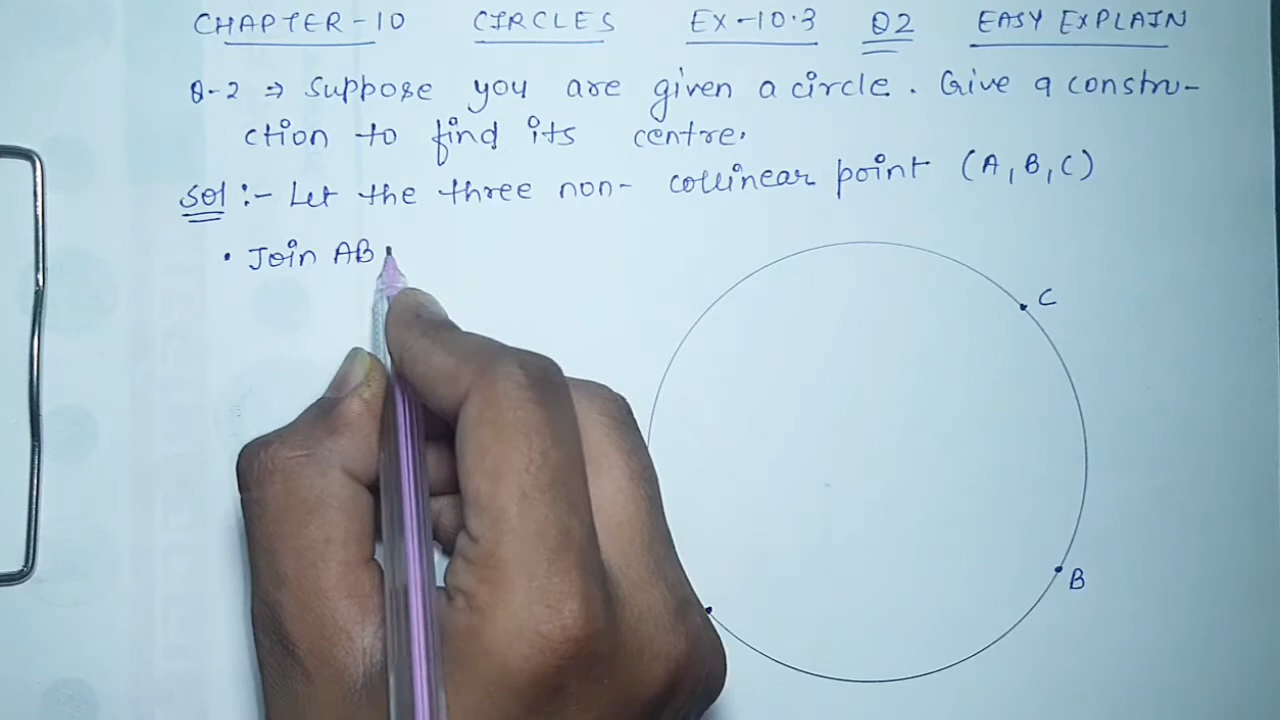 CHAPTER-10 CIRCLES EX-10.3 Q2 EASY EXPLAIN
Q-2 ⇒ Suppose you are given a circle. Give a constru-
ction to find its centre.
Sol :- Let the three non- collinear point (A, B, C)
• Join AB
C
B